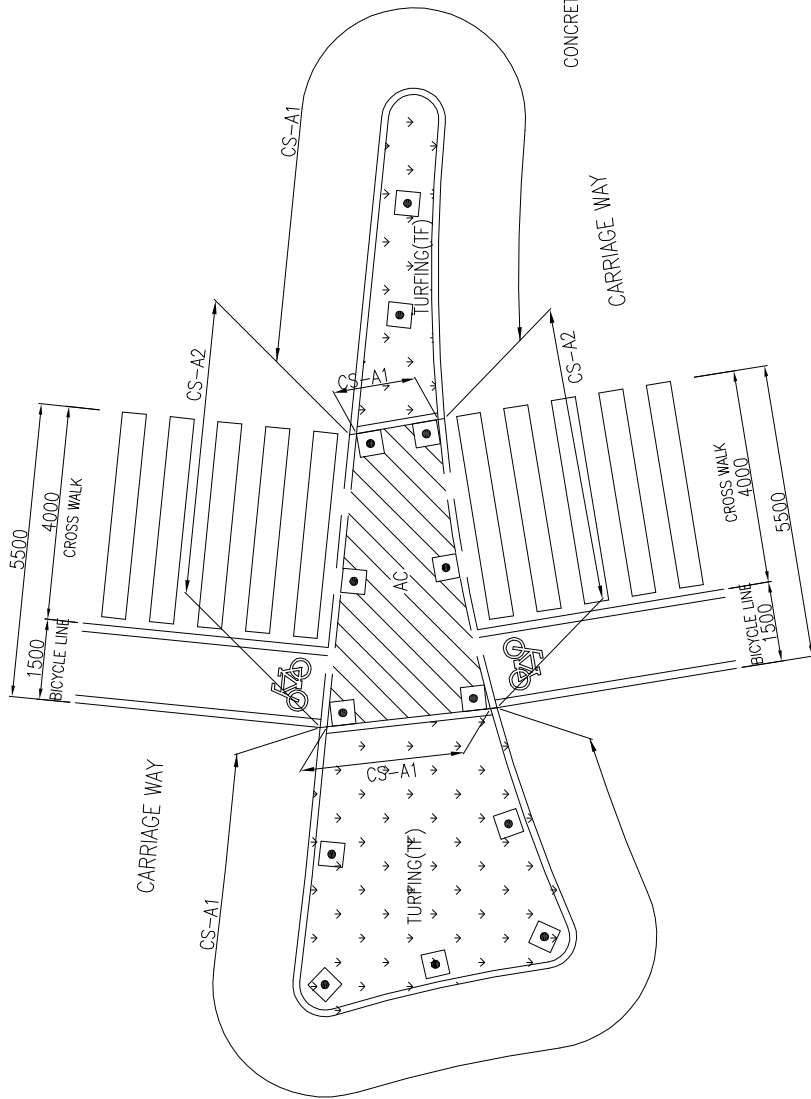 CONCRET
CS-A1
CARRIAGE WAY
TURFING(TF)
CS-A2
CS-A1
CS-A2
5500
4000
CROSS WALK
CROSS WALK
4000
5500
AC
1500
BICYCLE LINE
BICYCLE LINE
1500
CARRIAGE WAY
CS-A1
CS-A1
TURFING(TF)